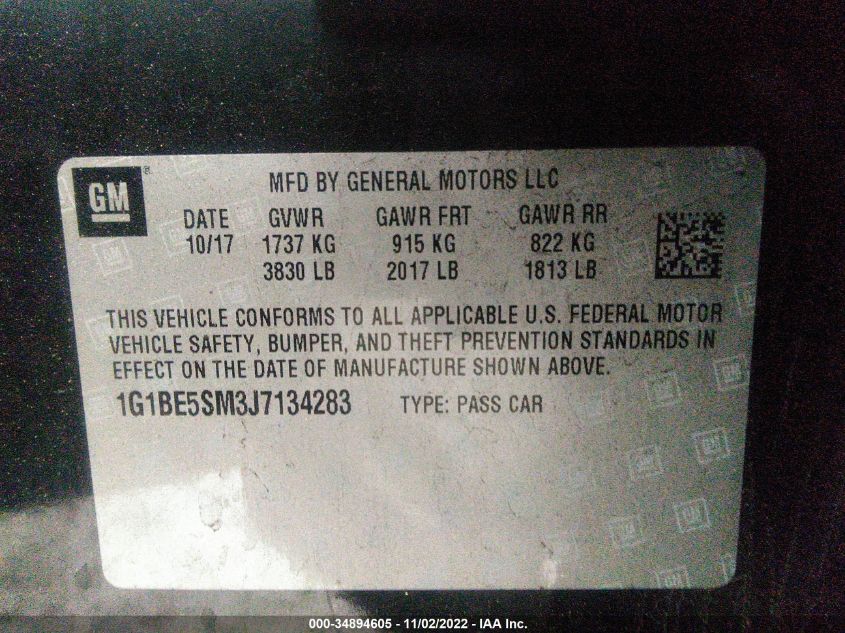 GM ® MFD BY GENERAL MOTORS LLC
DATE GVWR GAWR FRT GAWR RR
10/17 1737 KG 915 KG 822 KG
3830 LB 2017 LB 1813 LB
THIS VEHICLE CONFORMS TO ALL APPLICABLE U.S. FEDERAL MOTOR
VEHICLE SAFETY, BUMPER, AND THEFT PREVENTION STANDARDS IN
EFFECT ON THE DATE OF MANUFACTURE SHOWN ABOVE.
1G1BE5SM3J7134283 TYPE: PASS CAR
000-34894605 - 11/02/2022 - IAA Inc.